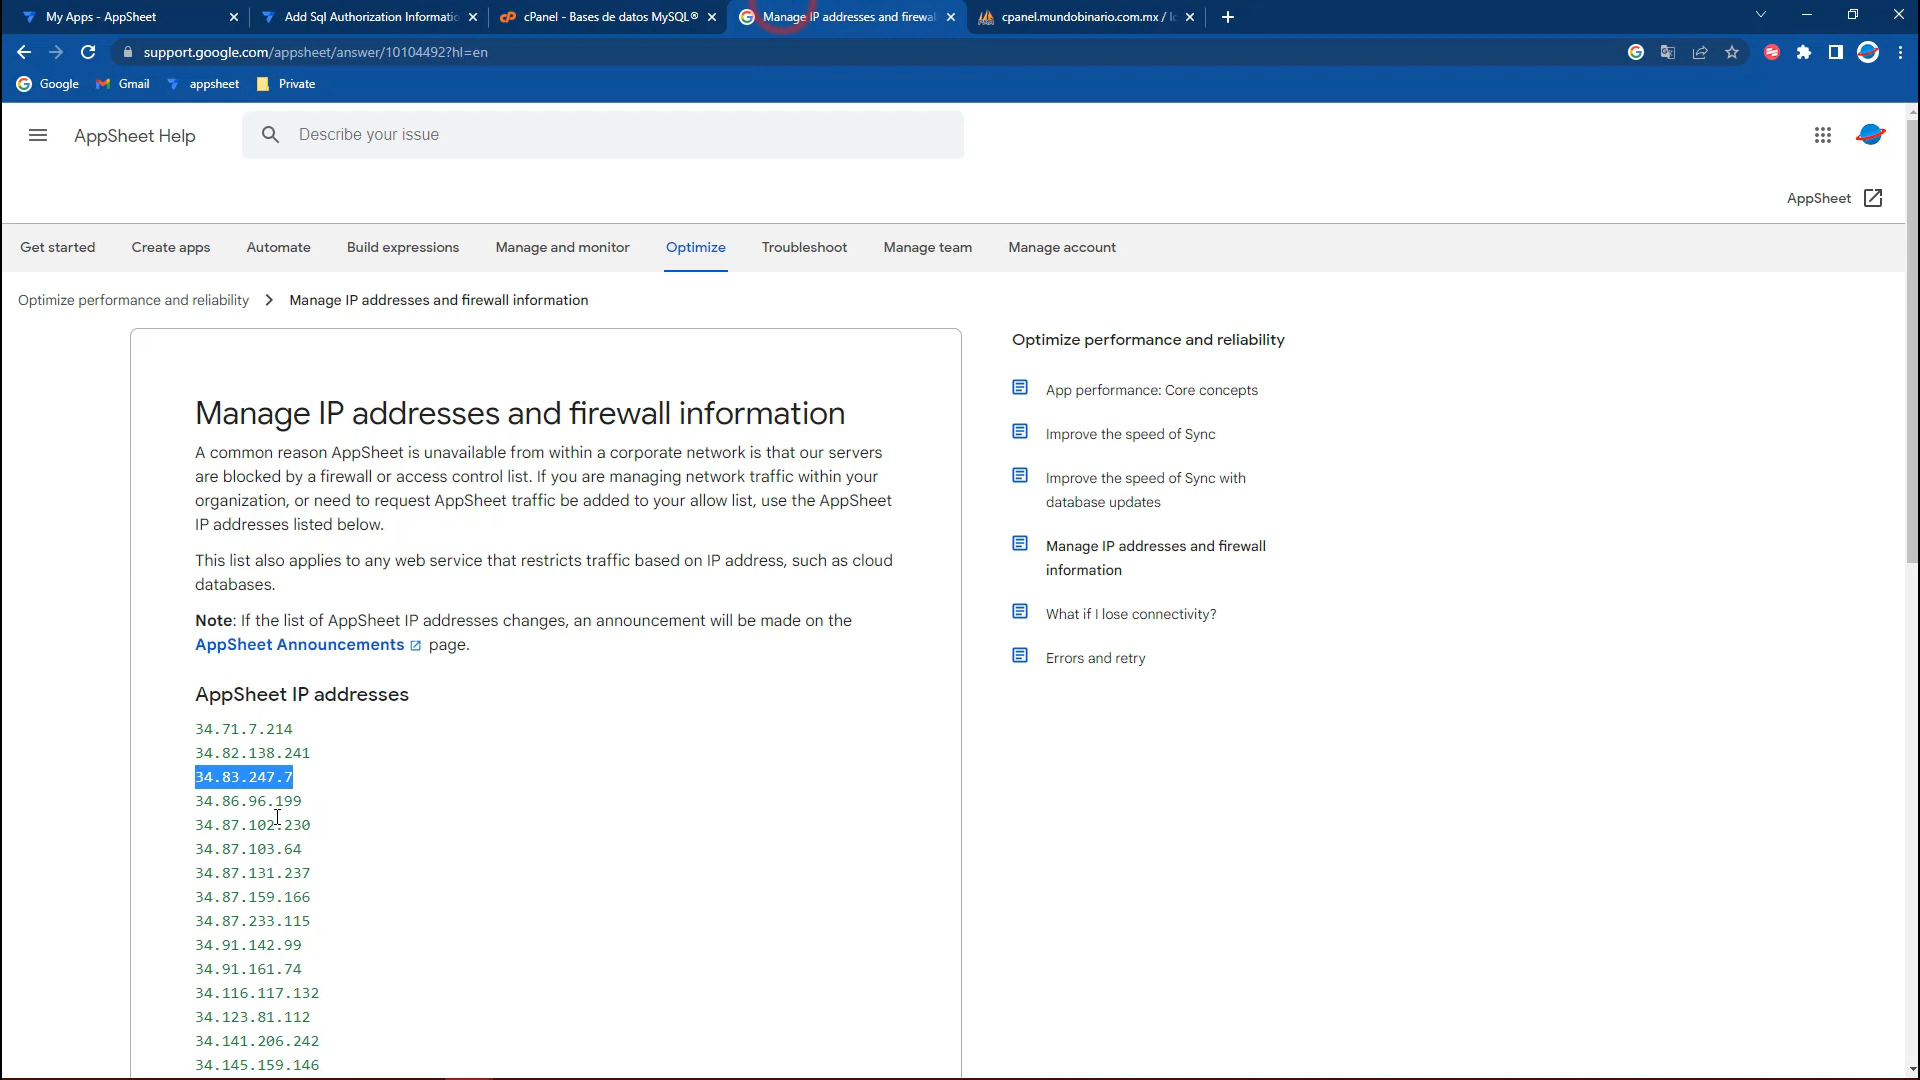 My Apps - AppSheet
Add Sql Authorization Informatio
cPanel - Bases de datos MySQL®
Manage IP addresses and firewal
cpanel.mundobinario.com.mx / lo
support.google.com/appsheet/answer/10104492?hl=en
Google
Gmail
appsheet
Private
AppSheet Help
Describe your issue
AppSheet
Get started
Create apps
Automate
Build expressions
Manage and monitor
Optimize
Troubleshoot
Manage team
Manage account
Optimize performance and reliability
Manage IP addresses and firewall information
Manage IP addresses and firewall information
A common reason AppSheet is unavailable from within a corporate network is that our servers
are blocked by a firewall or access control list. If you are managing network traffic within your
organization, or need to request AppSheet traffic be added to your allow list, use the AppSheet
IP addresses listed below.
This list also applies to any web service that restricts traffic based on IP address, such as cloud
databases.
Note: If the list of AppSheet IP addresses changes, an announcement will be made on the
AppSheet Announcements page.
AppSheet IP addresses
34.71.7.214
34.82.138.241
34.83.247.7
34.86.96.199
34.87.102.230
34.87.103.64
34.87.131.237
34.87.159.166
34.87.233.115
34.91.142.99
34.91.161.74
34.116.117.132
34.123.81.112
34.141.206.242
34.145.159.146
Optimize performance and reliability
App performance: Core concepts
Improve the speed of Sync
Improve the speed of Sync with
database updates
Manage IP addresses and firewall
information
What if I lose connectivity?
Errors and retry